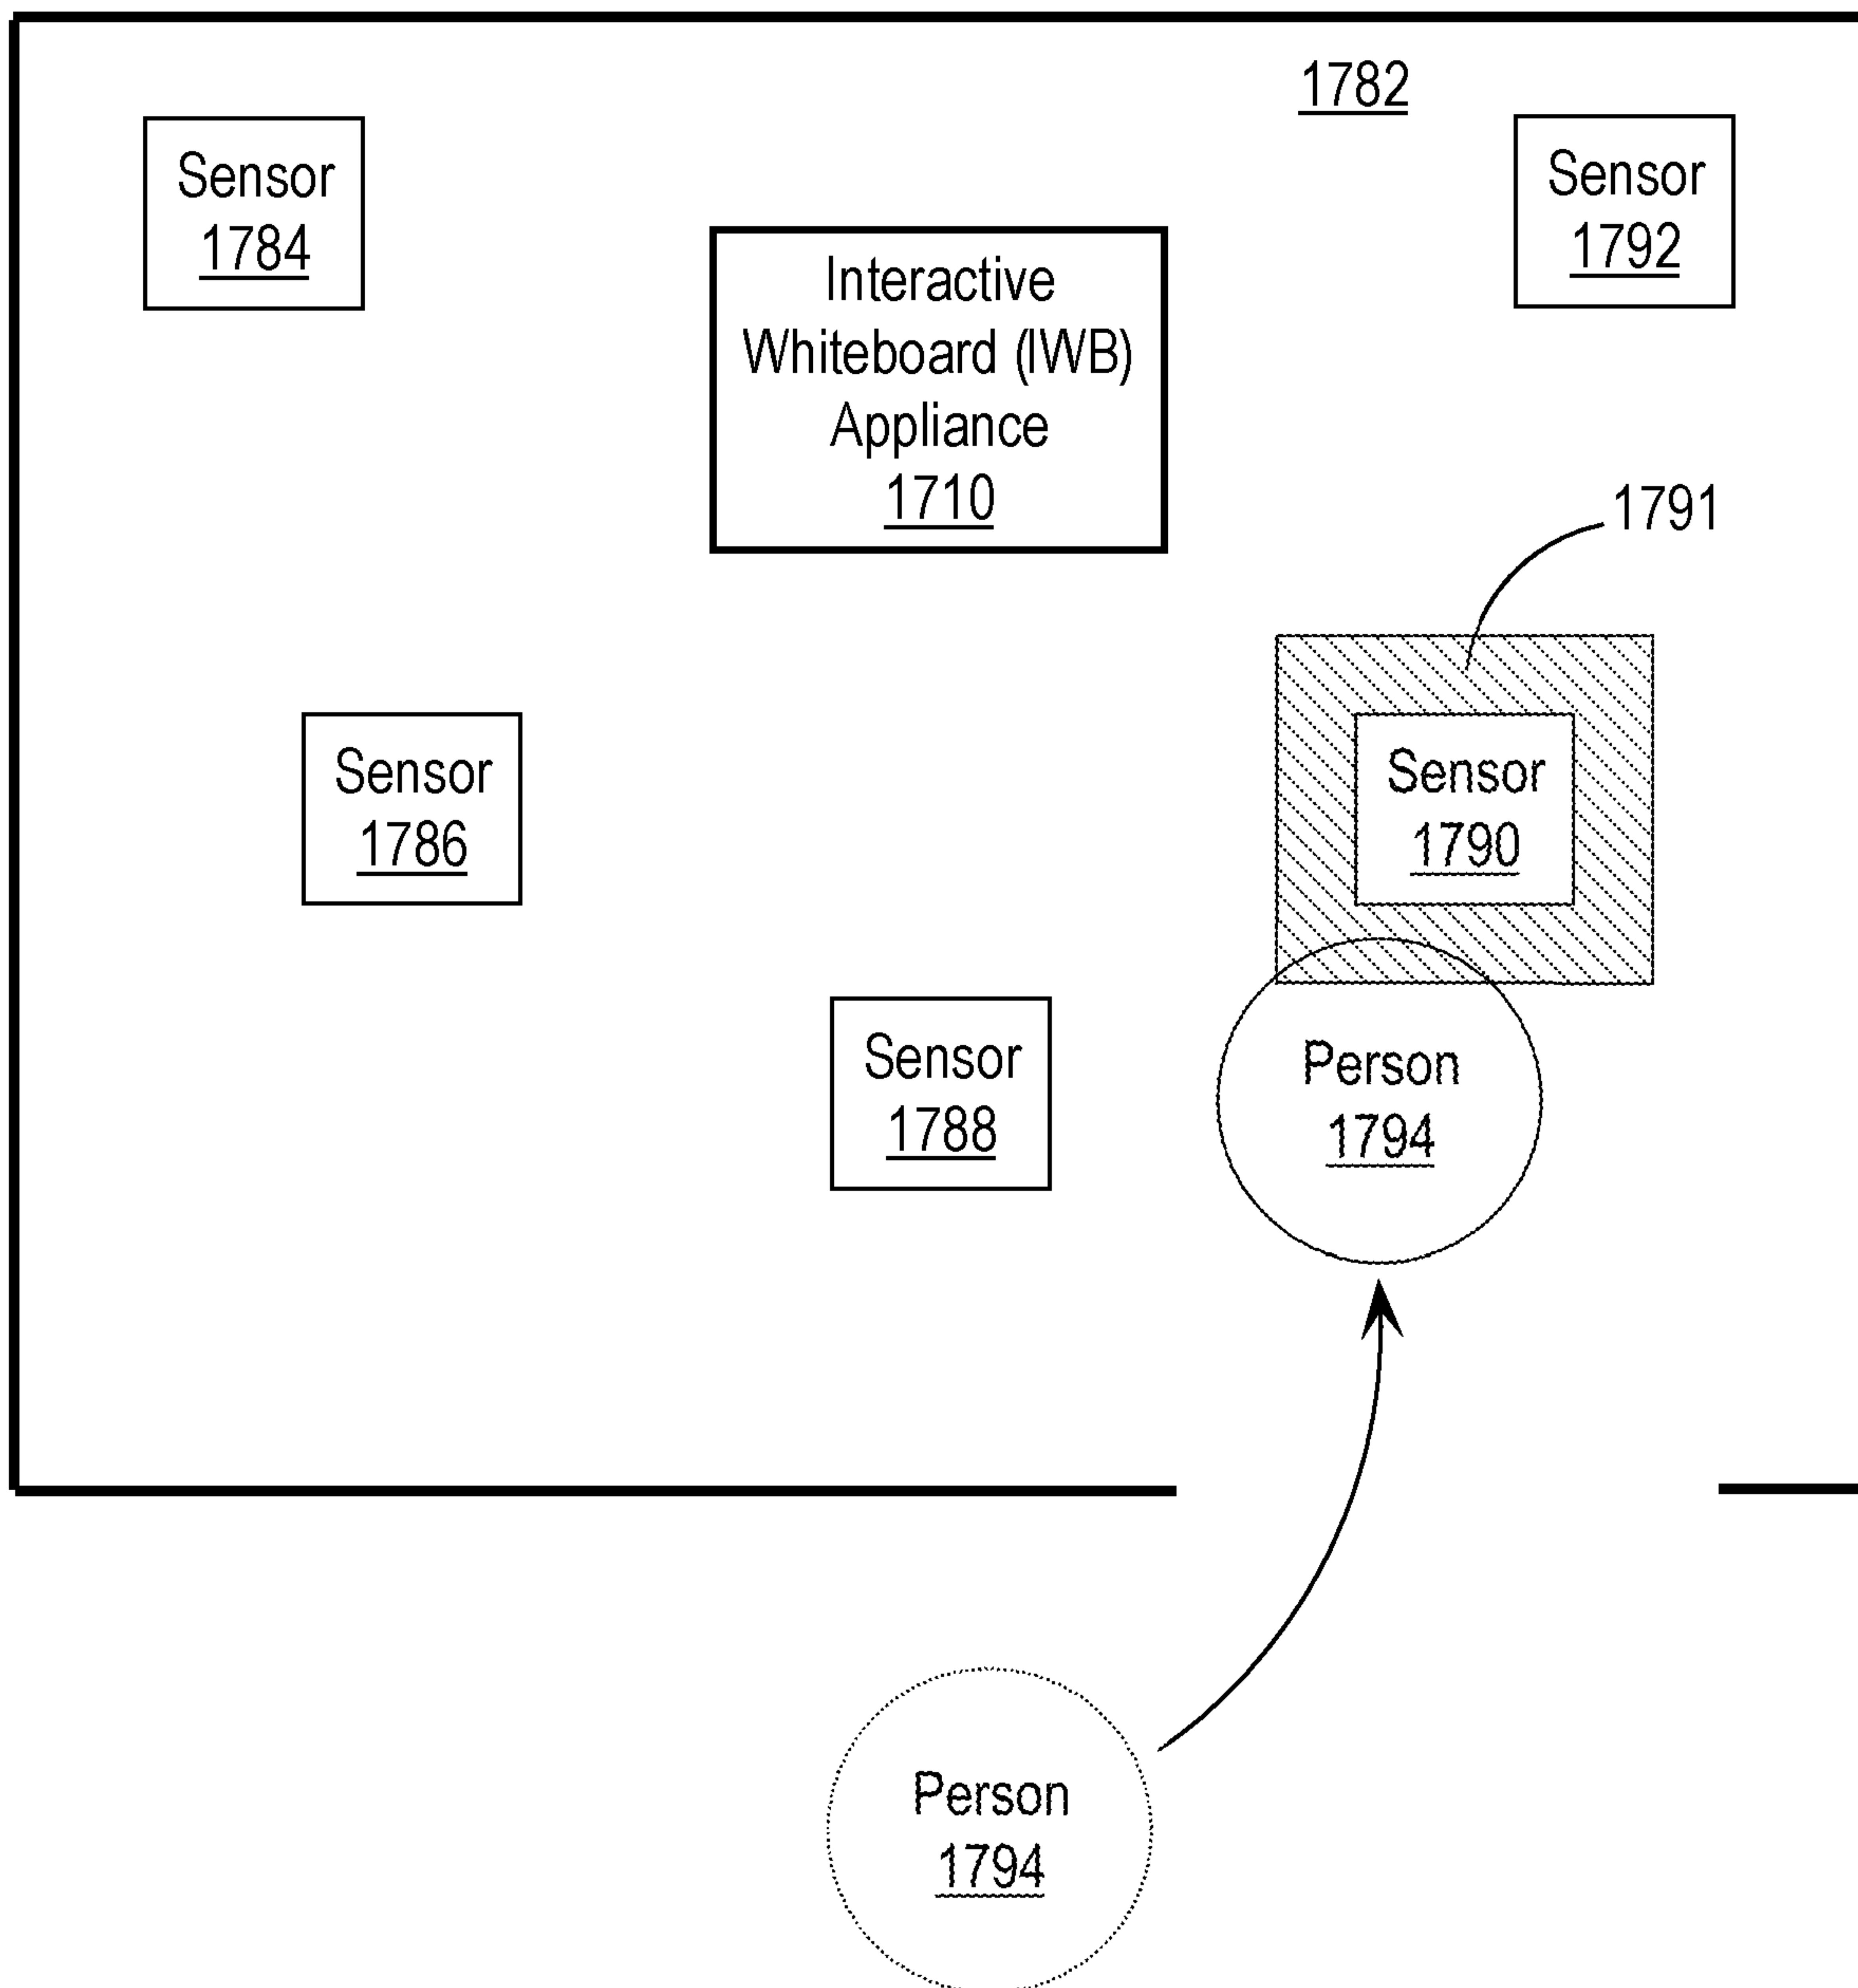 1782
Sensor
1784
Sensor
1792
Interactive
Whiteboard (IWB)
Appliance
1710
1791
Sensor
1786
Sensor
1790
Sensor
1788
Person
1794
Person
1794